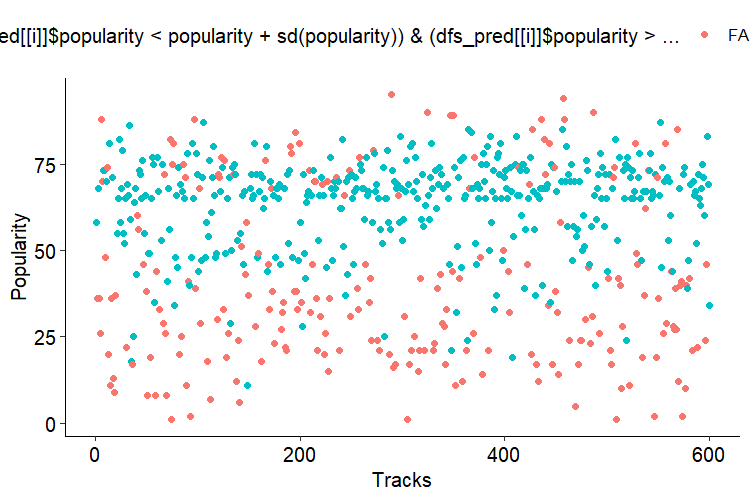 ed[[i]]$popularity < popularity + sd(popularity)) & (dfs_pred[[i]]$popularity > ... FA
75
50
25
0
Popularity
0 200 400 600
Tracks